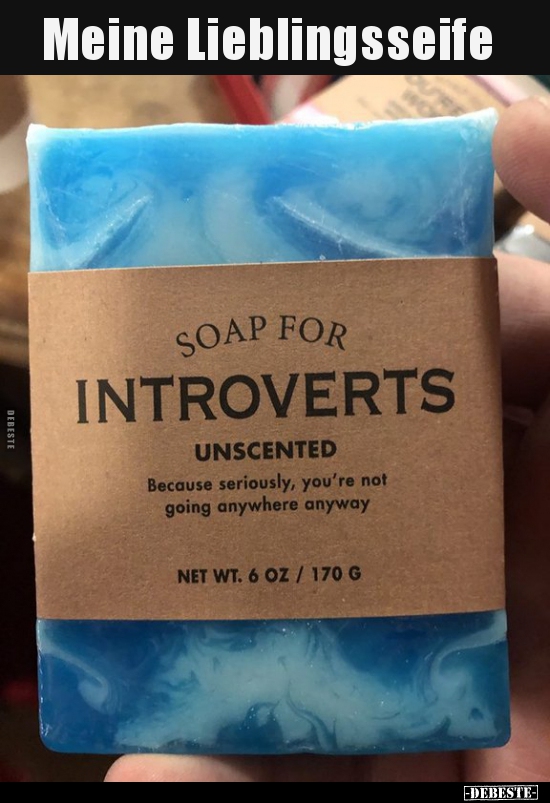 Meine Lieblingsseife
SOAP FOR
INTROVERTS
UNSCENTED
Because seriously, you're not
going anywhere anyway
NET WT. 6 OZ / 170 G
DEBESTE
-DEBESTE-